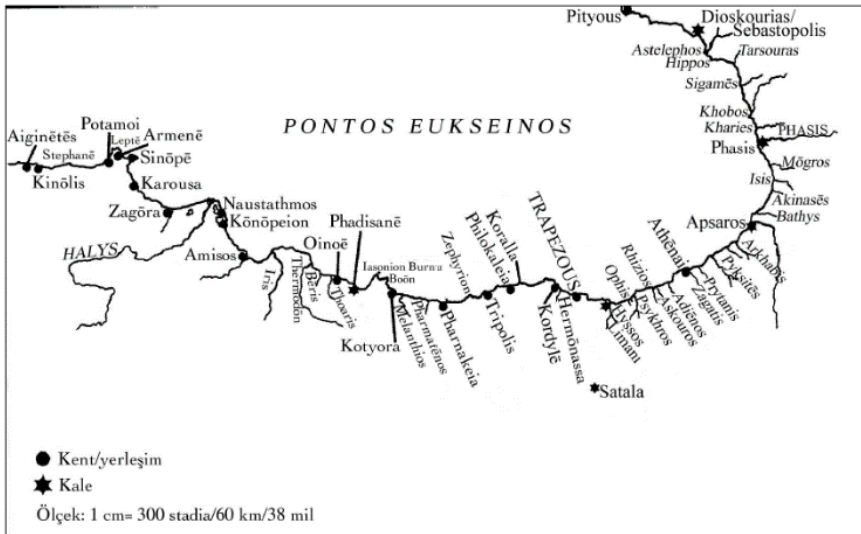 Pityous
Dioskourias/
Sebastopolis
Astelephos
Hippos
Tarsouras
Sigamēs
Khobos
Kharies
PHASIS
Phasis
Mōgros
Isis
Akinasēs
Bathys
Apsaros
PONTOS EUKSEINOS
Aiginētēs
Stephanē
Kinōlis
Potamoi
Leptē
Armenē
Sinōpē
Karousa
Zagōra
Naustathmos
Kōnōpeion
HALYS
Amisos
Iris
Thermodōn
Bēris
Thoaris
Oinoē
Phadisanē
Iasonion Burnu
Boōn
Kotyora
Melanthios
Pharmatēnos
Pharnakeia
Zephyrion
Tripolis
Philokaleia
Koralla
TRAPEZOUS
Kordylē
Hermōnassa
Hyssos
Limanı
Ophis
Psykhros
Rhizios
Askouros
Adiēnos
Athēnai
Zagatis
Prytanis
Pyksitēs
Arkhabis
Satala
Kent/yerleşim
Kale
Ölçek: 1 cm= 300 stadia/60 km/38 mil